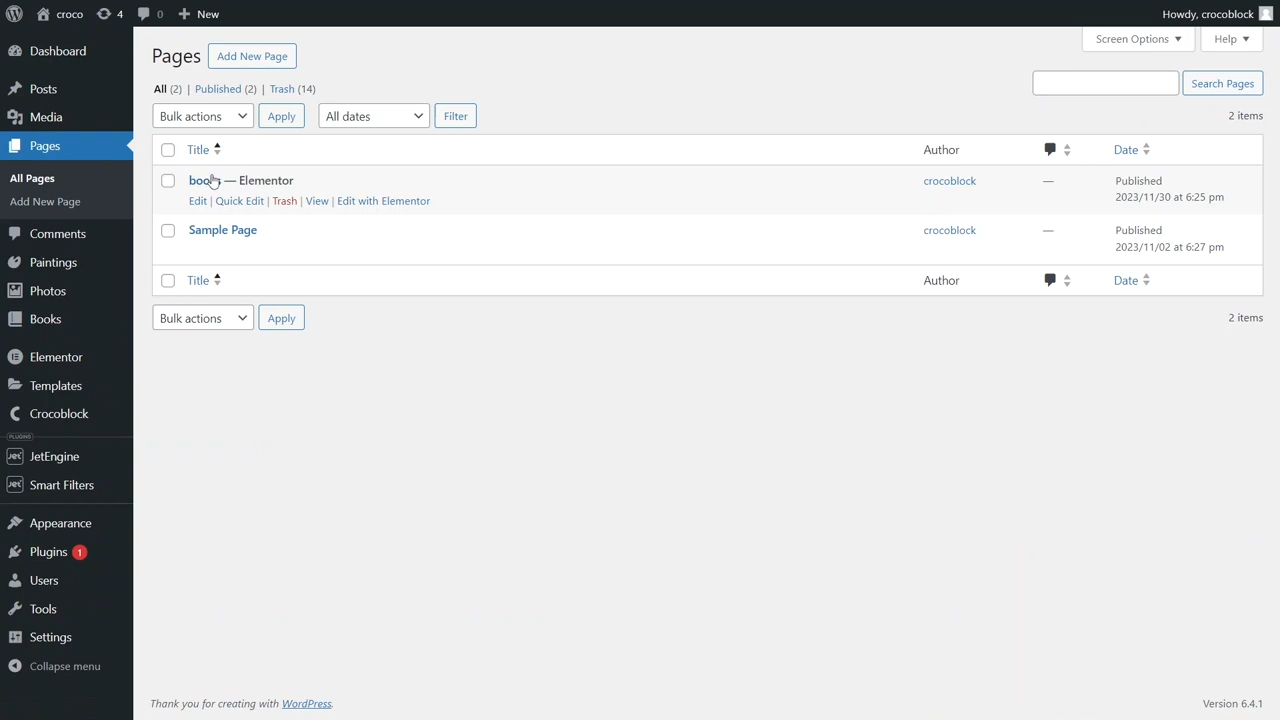 croco 4 0 New Howdy, crocoblock
Dashboard
Posts
Media
Pages
All Pages
Add New Page
Comments
Paintings
Photos
Books
Elementor
Templates
Crocoblock
PLUGINS
JetEngine
Smart Filters
Appearance
Plugins 1
Users
Tools
Settings
Collapse menu
Screen Options Help
Pages Add New Page
All (2) | Published (2) | Trash (14)
Search Pages
Bulk actions Apply All dates Filter 2 items
Title Author Date
— Elementor crocoblock — Published
2023/11/30 at 6:25 pm
Edit | Quick Edit | Trash | View | Edit with Elementor
Sample Page crocoblock — Published
2023/11/02 at 6:27 pm
Title Author Date
Bulk actions Apply 2 items
Thank you for creating with WordPress. Version 6.4.1